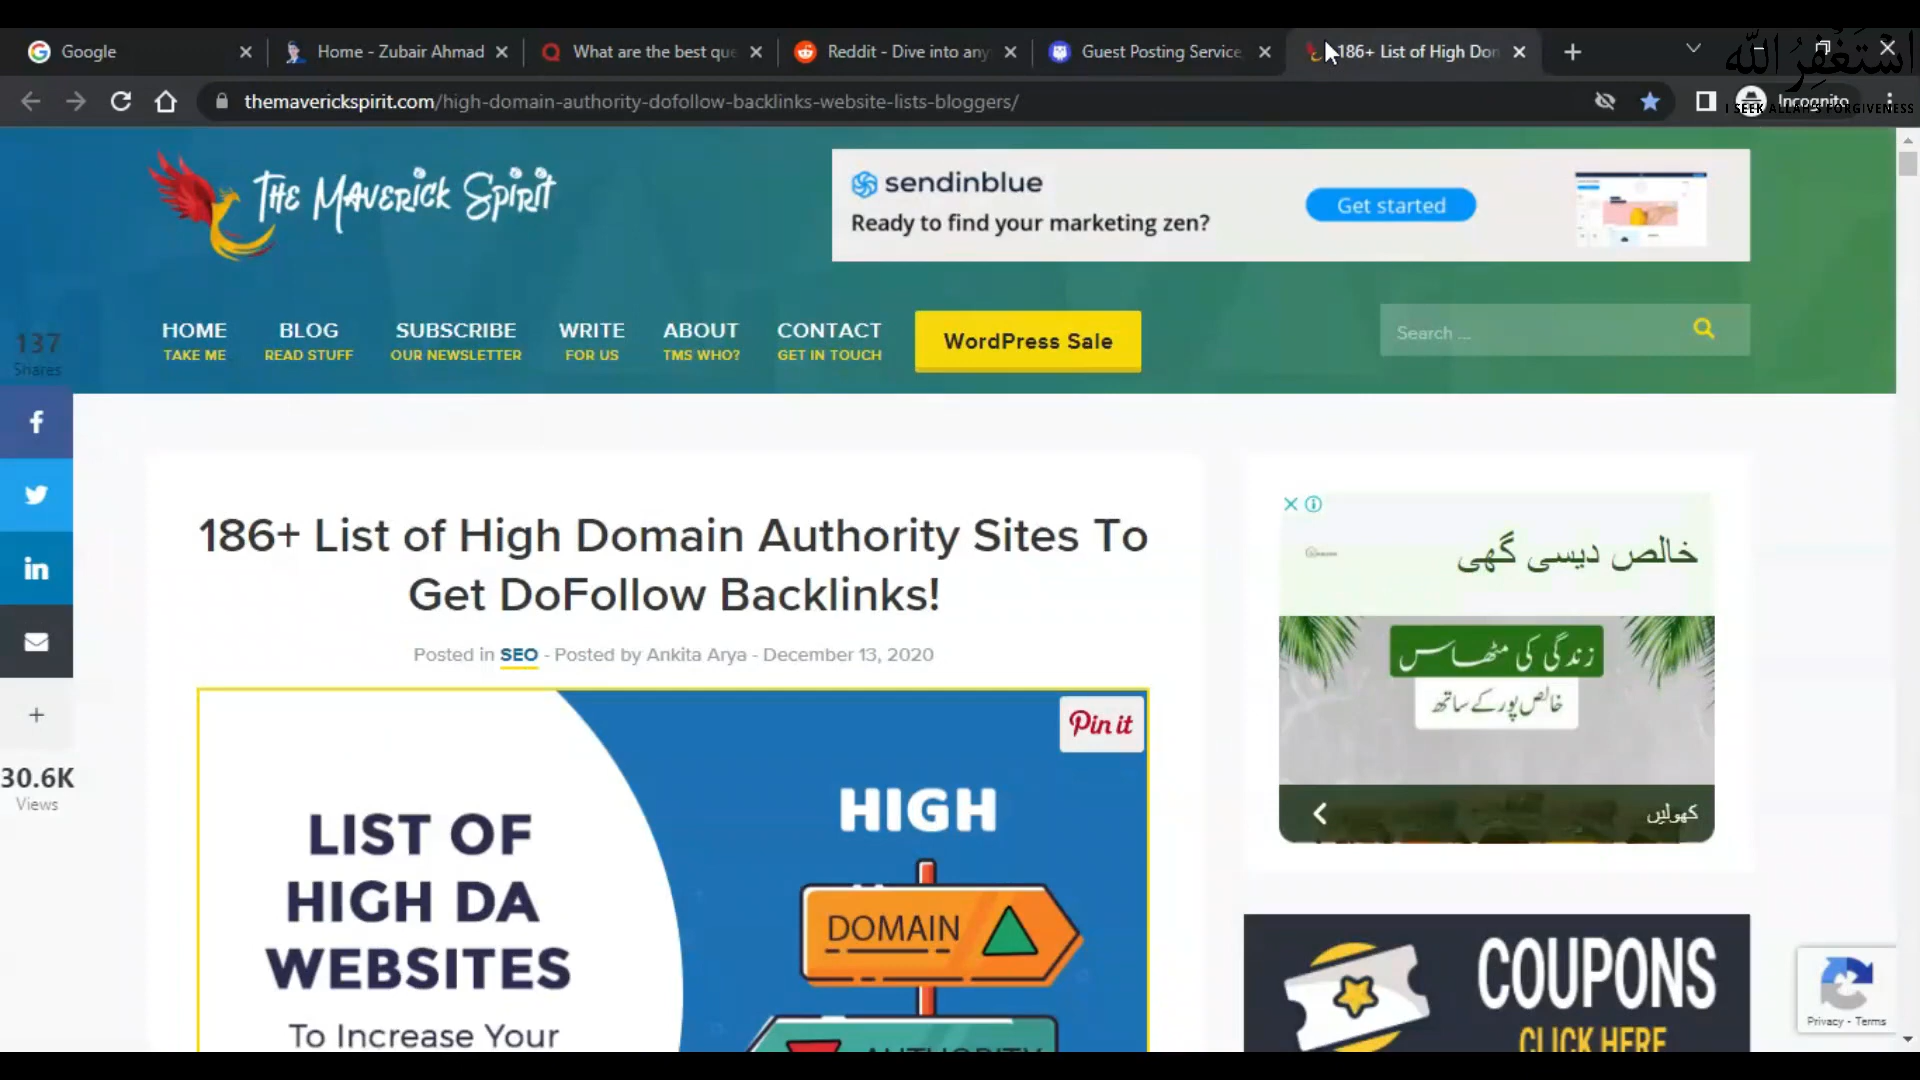 Google
Home - Zubair Ahmad
What are the best que
Reddit - Dive into any
Guest Posting Service
186+ List of High Don
اَسْتَغْفِرُ اللّٰه
I SEEK ALLAH'S FORGIVENESS
themaverickspirit.com/high-domain-authority-dofollow-backlinks-website-lists-bloggers/
Incognito
The Maverick Spirit
sendinblue
Ready to find your marketing zen?
Get started
HOME
TAKE ME
BLOG
READ STUFF
SUBSCRIBE
OUR NEWSLETTER
WRITE
FOR US
ABOUT
TMS WHO?
CONTACT
GET IN TOUCH
WordPress Sale
Search ...
137
Shares
30.6K
Views
186+ List of High Domain Authority Sites To
Get DoFollow Backlinks!
Posted in SEO - Posted by Ankita Arya - December 13, 2020
Pin it
LIST OF
HIGH DA
WEBSITES
To Increase Your
HIGH
DOMAIN
AUTHORITY
خالص دیسی گھی
زندگی کی مٹھاس
خالص پور کے ساتھ
کھولیں
COUPONS
CLICK HERE
Privacy - Terms